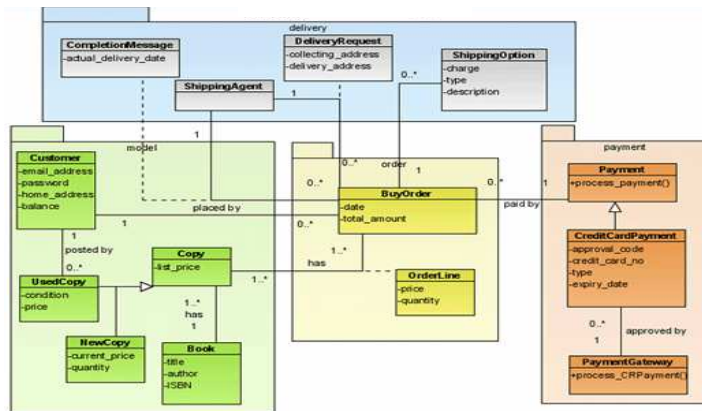 delivery
CompletionMessage
-actual_delivery_date
DeliveryRequest
-collecting_address
-delivery_address
ShippingOption
-charge
-type
-description
0..*
ShippingAgent
1
1
1
model
Customer
-email_address
-password
-home_address
-balance
0..*
0..*
order
1
0..*
1
payment
Payment
+process_payment()
BuyOrder
-date
-total_amount
placed by
1
0..*
paid by
1
posted by
0..*
Copy
-list_price
1..*
has
1..*
CreditCardPayment
-approval_code
-credit_card_no
-type
-expiry_date
UsedCopy
-condition
-price
OrderLine
-price
-quantity
1..*
has
1
NewCopy
-current_price
-quantity
Book
-title
-author
-ISBN
0..*
approved by
1
PaymentGateway
+process_CRPayment()